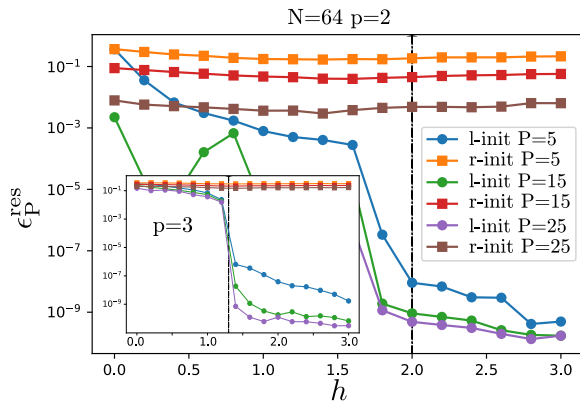 N=64 p=2
10⁻¹
10⁻³
10⁻⁵
10⁻⁷
10⁻⁹
ϵ_P^res
l-init P=5
r-init P=5
l-init P=15
r-init P=15
l-init P=25
r-init P=25
p=3
10⁻¹
10⁻³
10⁻⁵
10⁻⁷
10⁻⁹
0.0 1.0 2.0 3.0
0.0 0.5 1.0 1.5 2.0 2.5 3.0
h